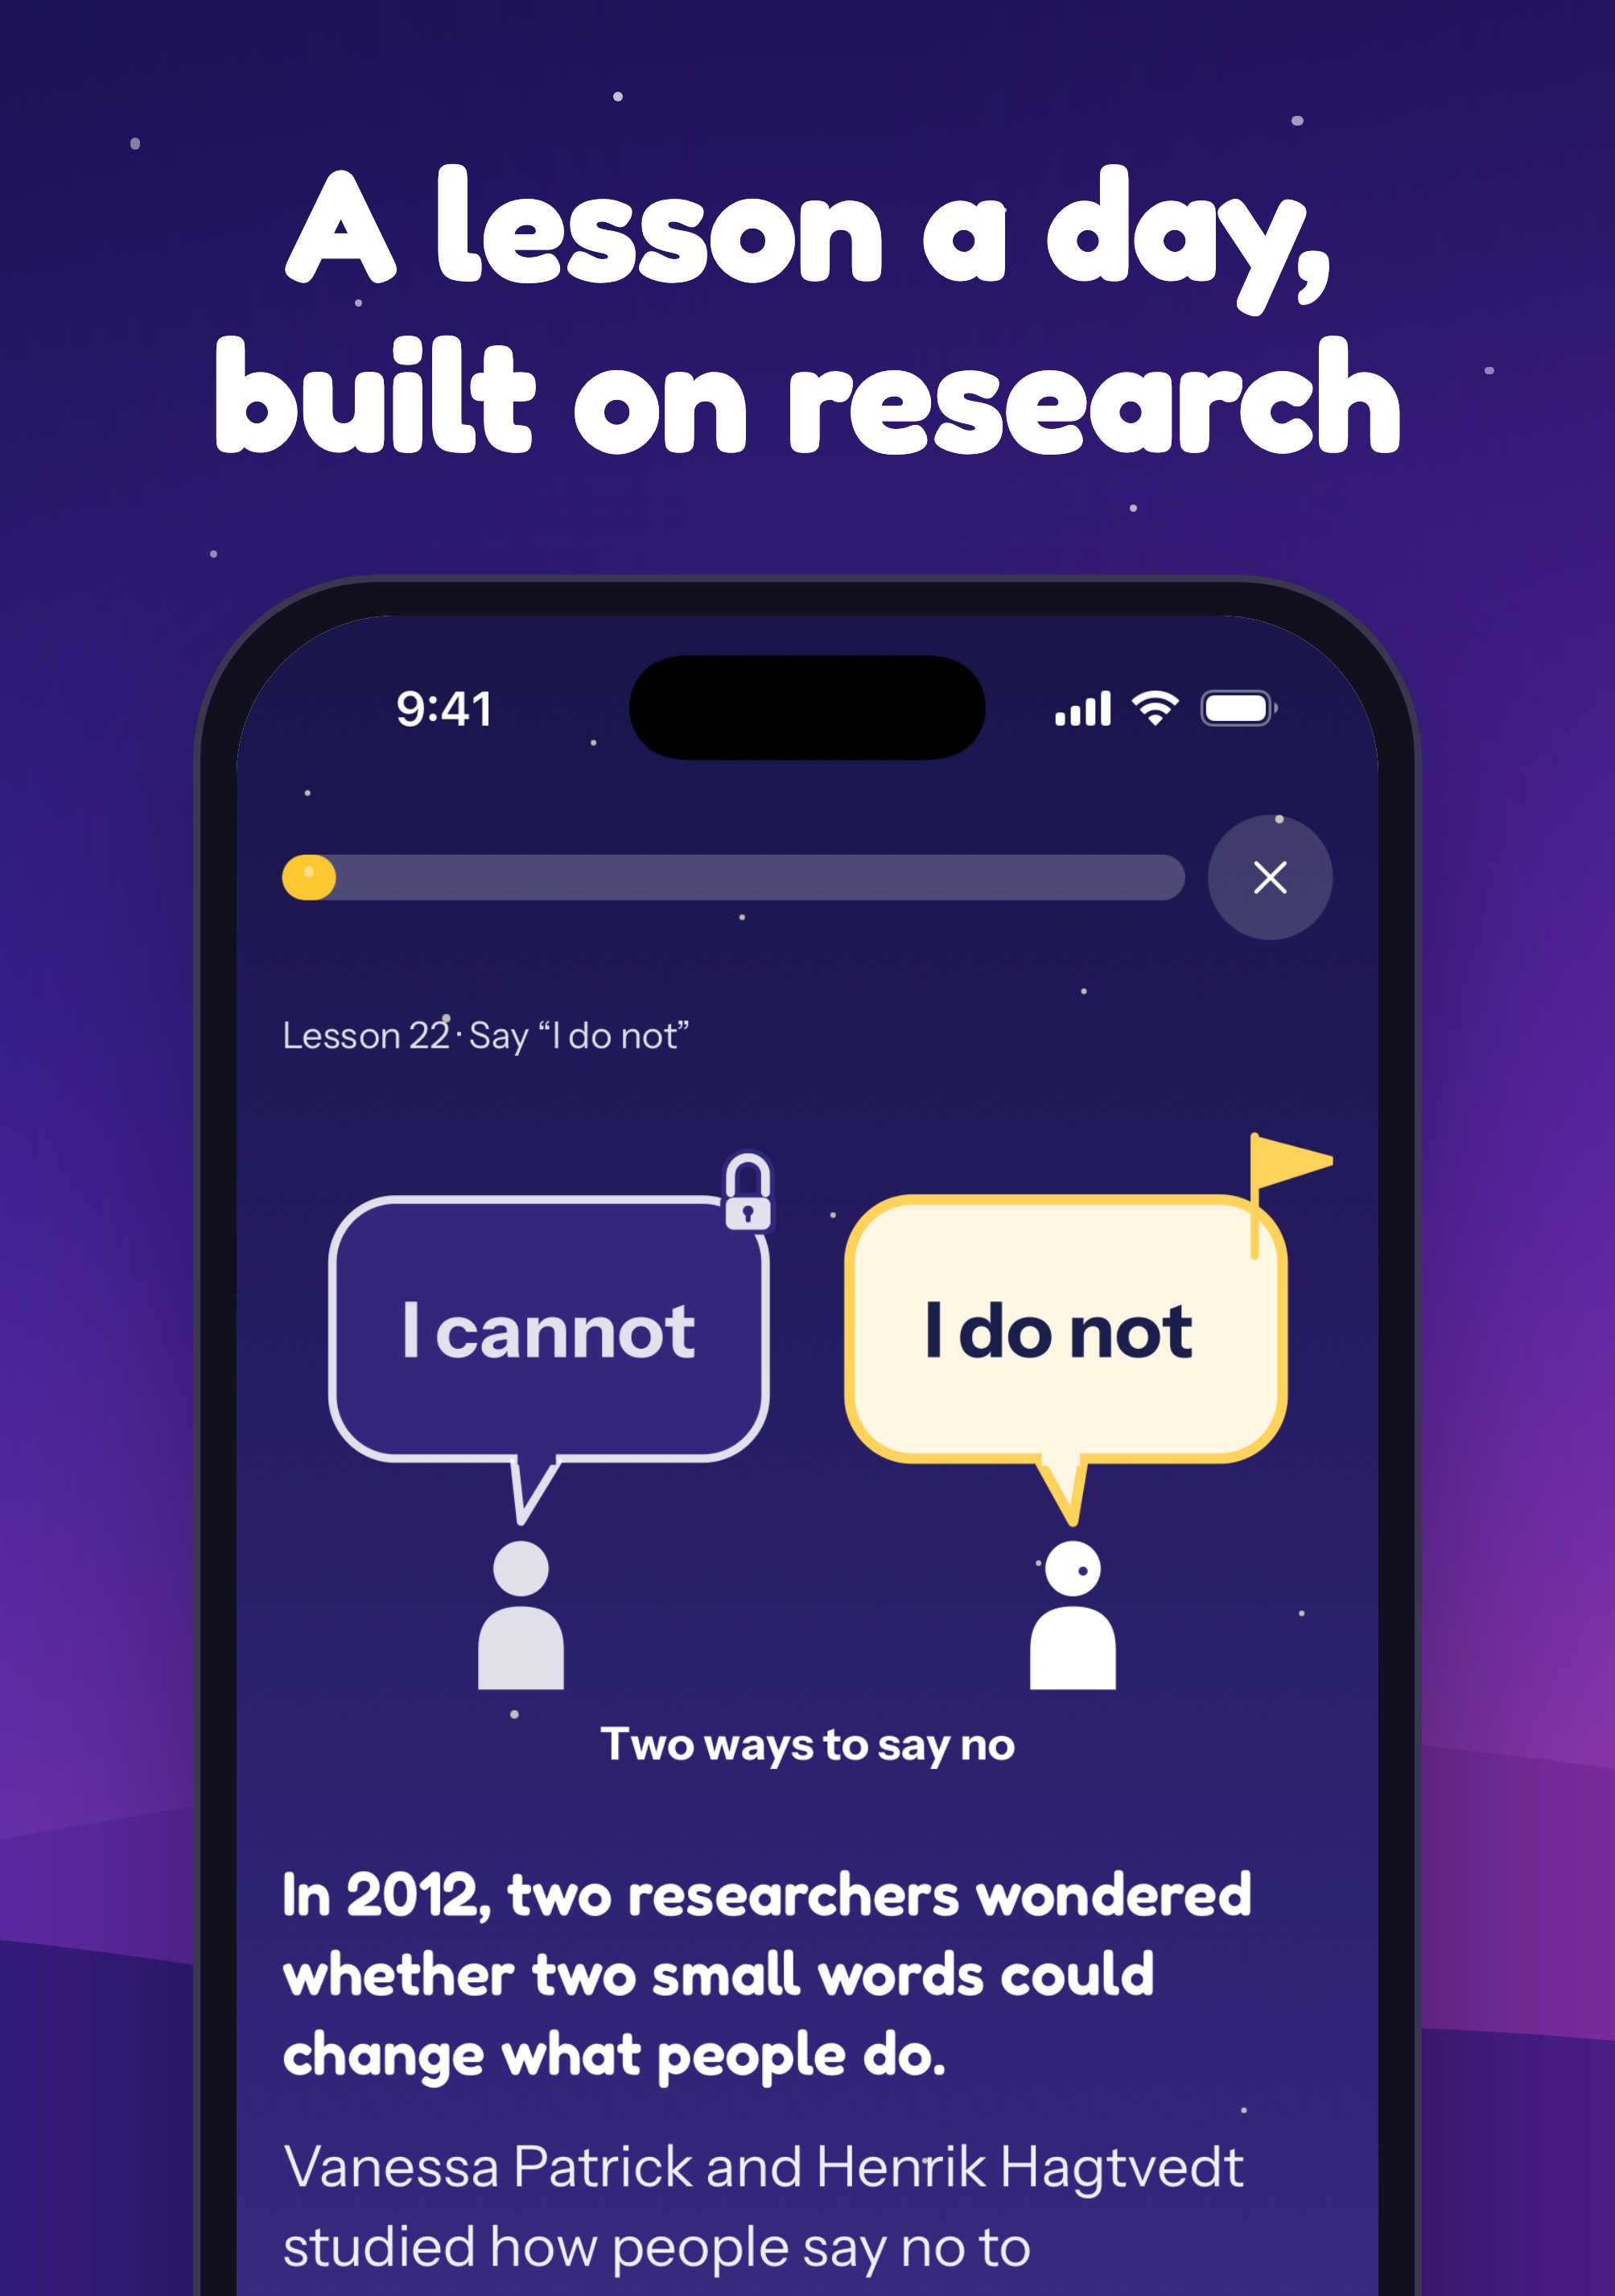 A lesson a day,
built on research
9:41
Lesson 22 · Say “I do not”
I cannot
I do not
Two ways to say no
In 2012, two researchers wondered
whether two small words could
change what people do.
Vanessa Patrick and Henrik Hagtvedt
studied how people say no to